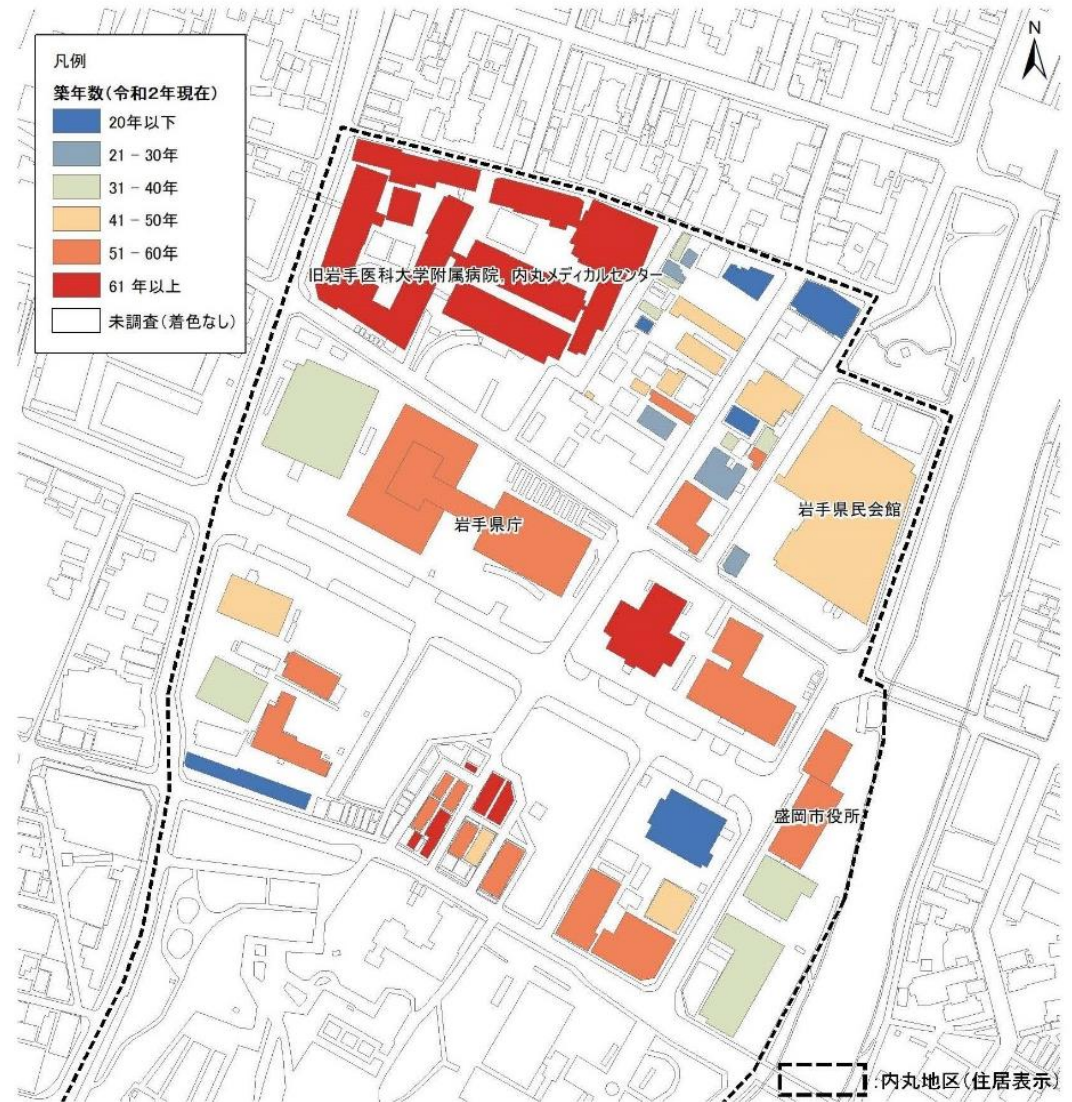 N
凡例
築年数(令和2年現在)
20年以下
21 - 30年
31 - 40年
41 - 50年
51 - 60年
61 年以上
未調査(着色なし)
旧岩手医科大学附属病院, 内丸メディカルセンター
岩手県庁
岩手県民会館
盛岡市役所
:内丸地区(住居表示)